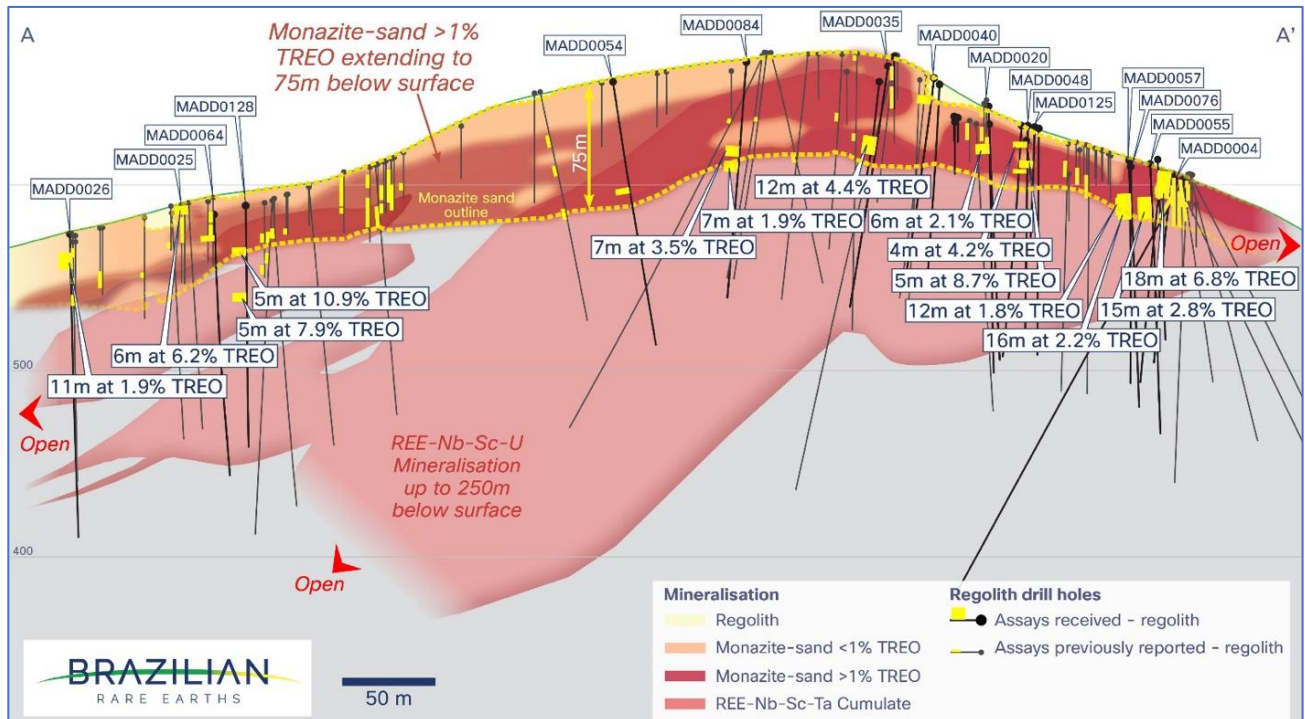 A
A'
Monazite-sand >1%
TREO extending to
75m below surface
MADD0026
MADD0025
MADD0064
MADD0128
MADD0054
MADD0084
MADD0035
MADD0040
MADD0020
MADD0048
MADD0125
MADD0057
MADD0076
MADD0055
MADD0004
75m
Monazite sand
outline
12m at 4.4% TREO
7m at 1.9% TREO
7m at 3.5% TREO
6m at 2.1% TREO
4m at 4.2% TREO
5m at 8.7% TREO
12m at 1.8% TREO
16m at 2.2% TREO
18m at 6.8% TREO
15m at 2.8% TREO
5m at 10.9% TREO
5m at 7.9% TREO
6m at 6.2% TREO
11m at 1.9% TREO
Open
500
Open
REE-Nb-Sc-U
Mineralisation
up to 250m
below surface
400
Open
Mineralisation
Regolith
Monazite-sand <1% TREO
Monazite-sand >1% TREO
REE-Nb-Sc-Ta Cumulate
Regolith drill holes
Assays received - regolith
Assays previously reported - regolith
BRAZILIAN
RARE EARTHS
50 m